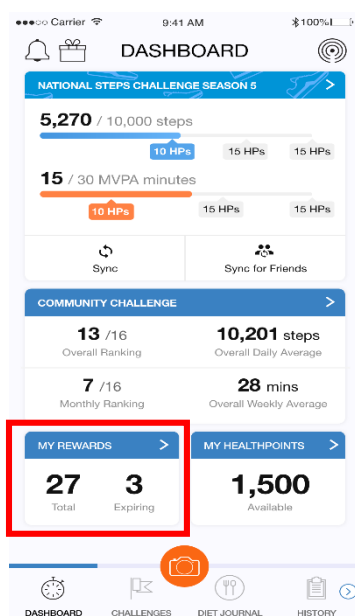 Carrier 9:41 AM 100%
DASHBOARD
NATIONAL STEPS CHALLENGE SEASON 5 >
5,270 / 10,000 steps
10 HPs 15 HPs 15 HPs
15 / 30 MVPA minutes
10 HPs 15 HPs 15 HPs
Sync Sync for Friends
COMMUNITY CHALLENGE >
13 /16 10,201 steps
Overall Ranking Overall Daily Average
7 /16 28 mins
Monthly Ranking Overall Weekly Average
MY REWARDS > MY HEALTHPOINTS >
27 3 1,500
Total Expiring Available
DASHBOARD CHALLENGES DIET JOURNAL HISTORY